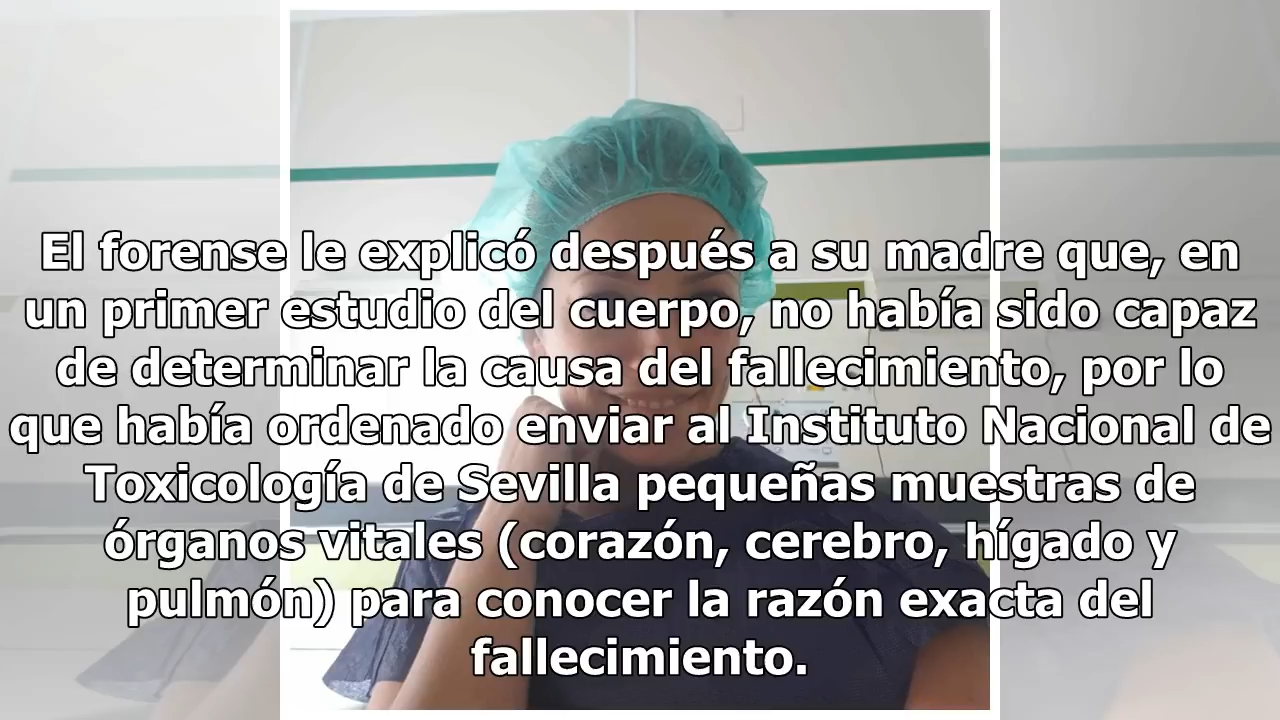 El forense le explicó después a su madre que, en
un primer estudio del cuerpo, no había sido capaz
de determinar la causa del fallecimiento, por lo
que había ordenado enviar al Instituto Nacional de
Toxicología de Sevilla pequeñas muestras de
órganos vitales (corazón, cerebro, hígado y
pulmón) para conocer la razón exacta del
fallecimiento.